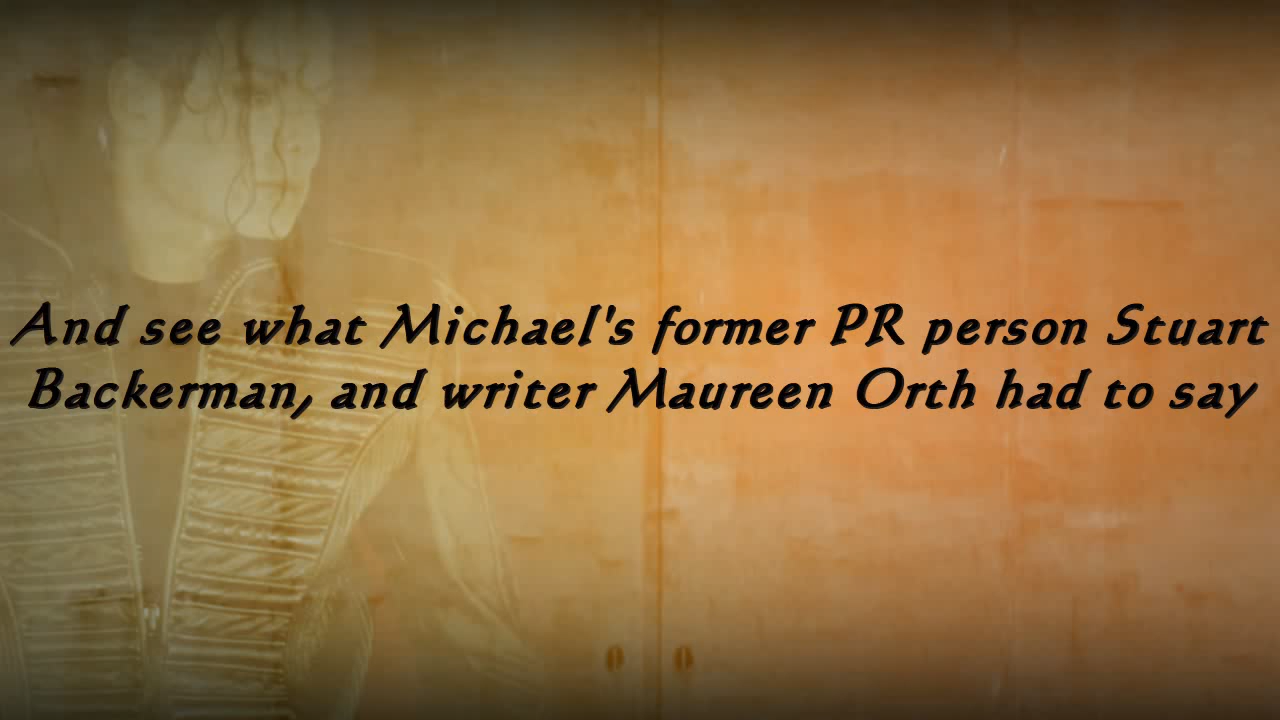 And see what Michael's former PR person Stuart
Backerman, and writer Maureen Orth had to say